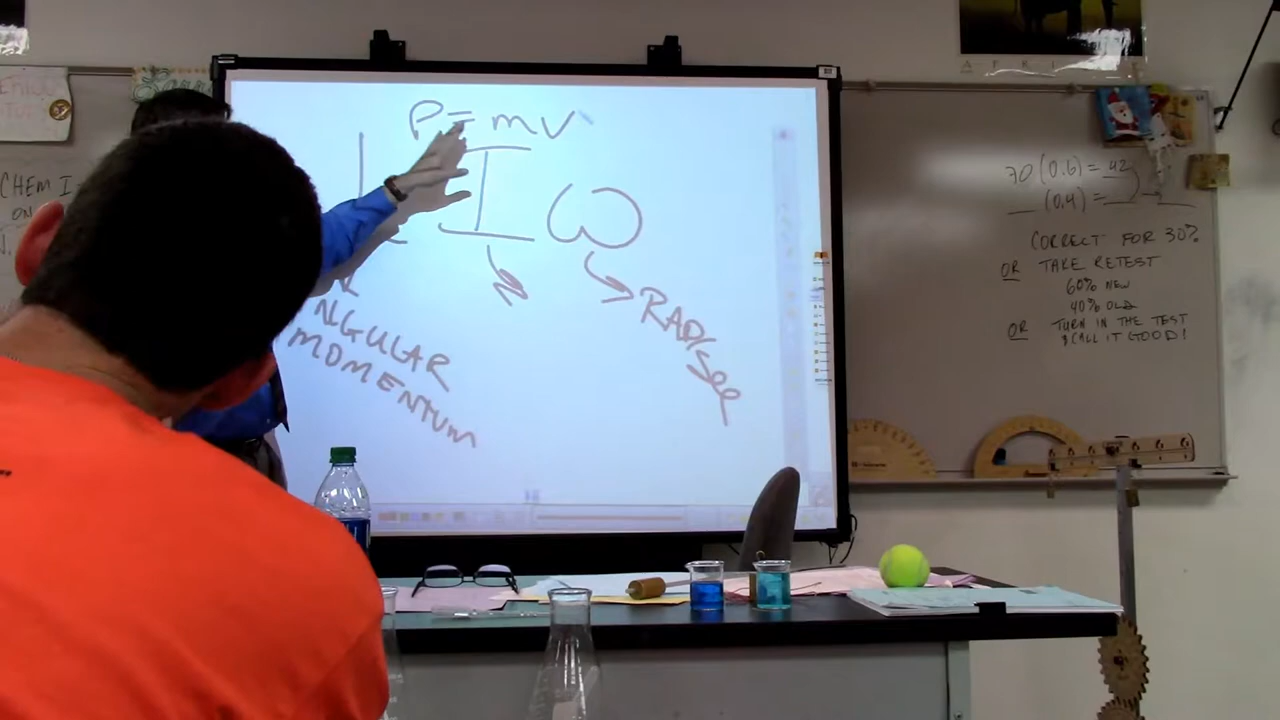 P = mv
L I ω
ANGULAR
MOMENTUM
RAD/sec
CHEM I
ON
70 (0.6) = 42
(0.4) =
CORRECT FOR 30%
OR TAKE RETEST
60% NEW
40% OLD
OR TURN IN THE TEST
& CALL IT GOOD!